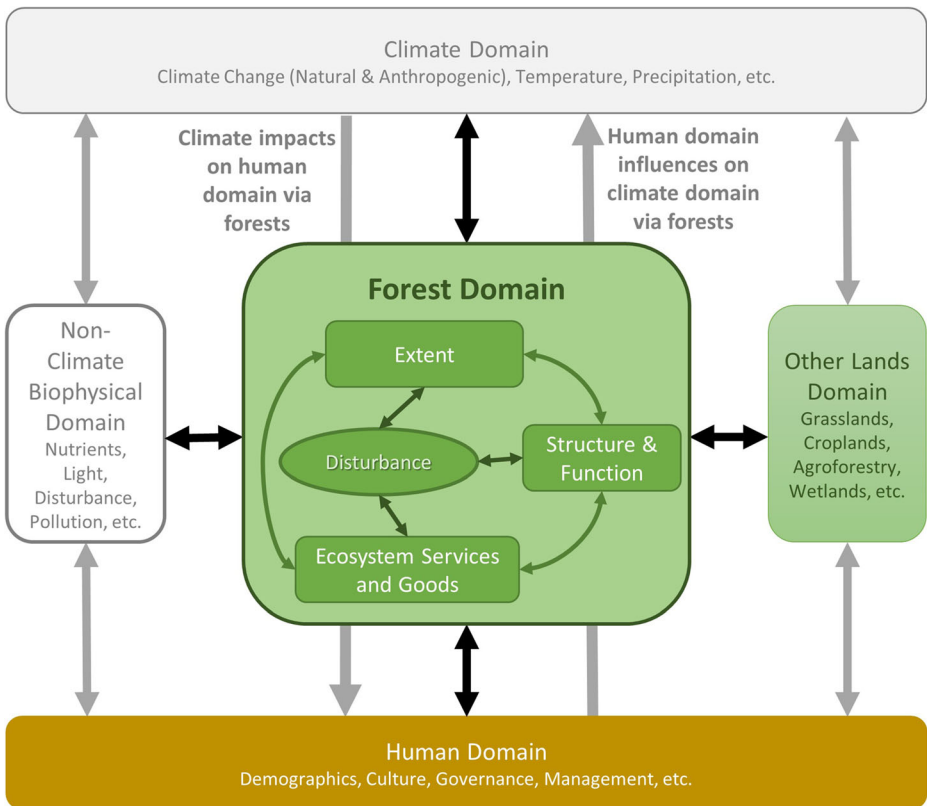 Climate Domain
Climate Change (Natural & Anthropogenic), Temperature, Precipitation, etc.
Climate impacts
on human
domain via
forests
Human domain
influences on
climate domain
via forests
Forest Domain
Extent
Disturbance
Structure &
Function
Ecosystem Services
and Goods
Non-
Climate
Biophysical
Domain
Nutrients,
Light,
Disturbance,
Pollution, etc.
Other Lands
Domain
Grasslands,
Croplands,
Agroforestry,
Wetlands, etc.
Human Domain
Demographics, Culture, Governance, Management, etc.